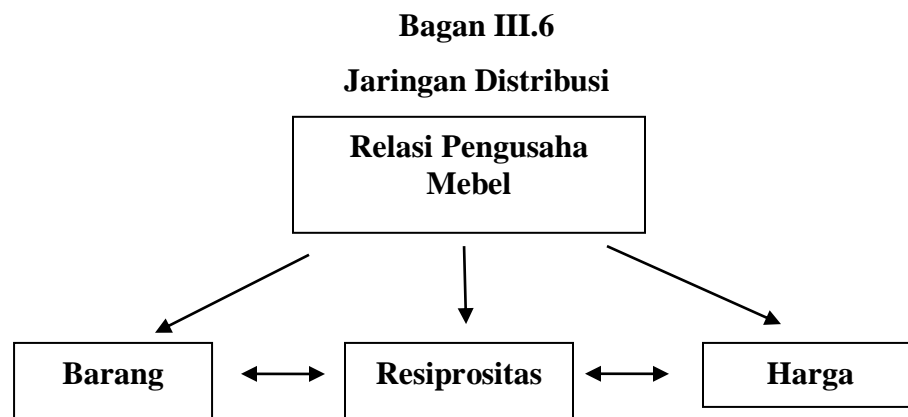 Bagan III.6
Jaringan Distribusi
Relasi Pengusaha
Mebel
Barang
Resiprositas
Harga